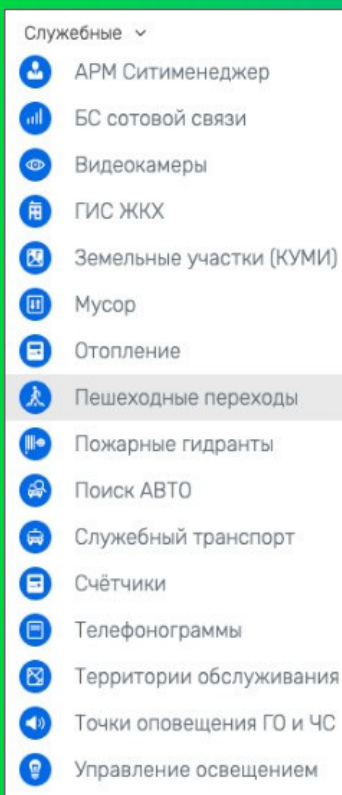 Служебные
АРМ Ситименеджер
БС сотовой связи
Видеокамеры
ГИС ЖКХ
Земельные участки (КУМИ)
Мусор
Отопление
Пешеходные переходы
Пожарные гидранты
Поиск АВТО
Служебный транспорт
Счётчики
Телефонограммы
Территории обслуживания
Точки оповещения ГО и ЧС
Управление освещением